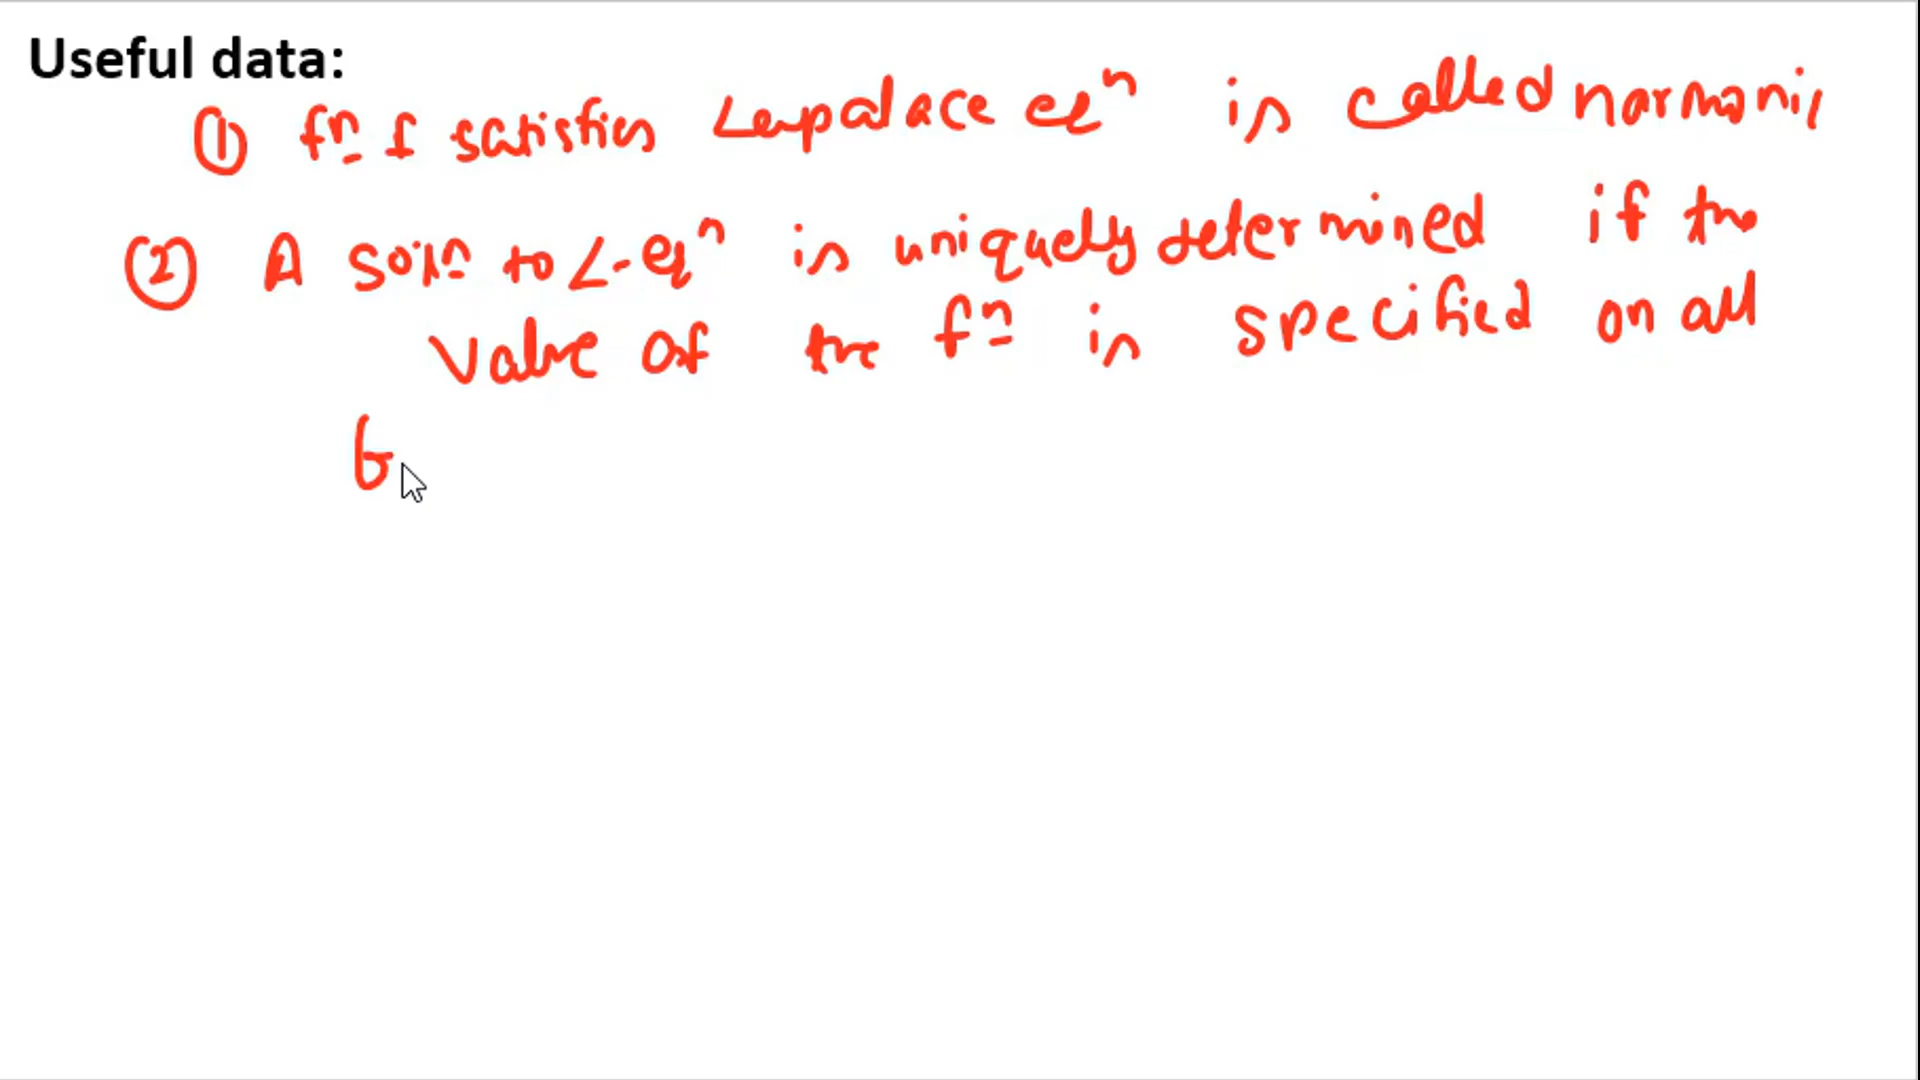 Useful data:
① fn f satisfies Lapalace eqn is called harmonic
② A soln to L-eqn is uniquely determined if the
value of the fn is specified on all
b